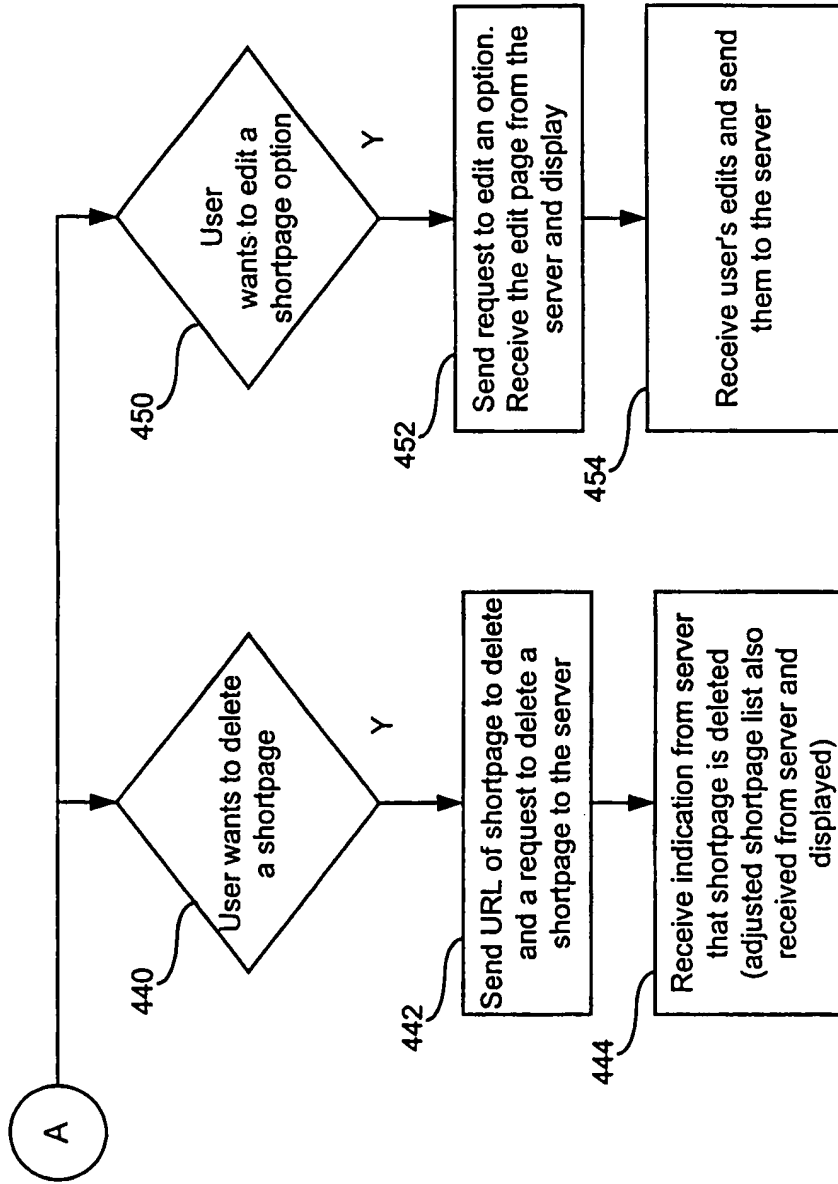 A
440
User wants to delete
a shortpage
Y
442
Send URL of shortpage to delete
and a request to delete a
shortpage to the server
444
Receive indication from server
that shortpage is deleted
(adjusted shortpage list also
received from server and
displayed)
450
User
wants to edit a
shortpage option
Y
452
Send request to edit an option.
Receive the edit page from the
server and display
454
Receive user's edits and send
them to the server